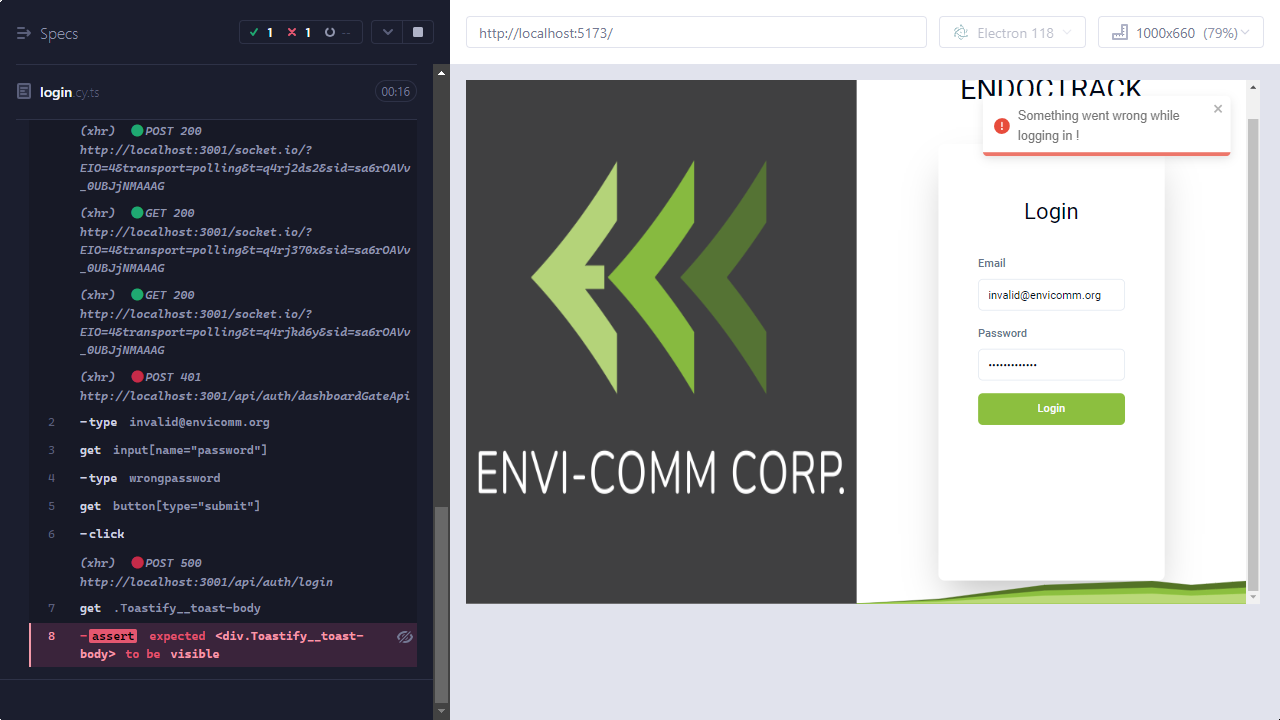 Specs
1
1
--
http://localhost:5173/
Electron 118
1000x660 (79%)
login.cy.ts
00:16
(xhr) POST 200
http://localhost:3001/socket.io/?
EIO=4&transport=polling&t=q4rj2ds2&sid=sa6rOAVv
_0UBJjNMAAAG
(xhr) GET 200
http://localhost:3001/socket.io/?
EIO=4&transport=polling&t=q4rj370x&sid=sa6rOAVv
_0UBJjNMAAAG
(xhr) GET 200
http://localhost:3001/socket.io/?
EIO=4&transport=polling&t=q4rjkd6y&sid=sa6rOAVv
_0UBJjNMAAAG
(xhr) POST 401
http://localhost:3001/api/auth/dashboardGateApi
2 -type invalid@envicomm.org
3 get input[name="password"]
4 -type wrongpassword
5 get button[type="submit"]
6 -click
(xhr) POST 500
http://localhost:3001/api/auth/login
7 get .Toastify__toast-body
8 -assert expected <div.Toastify__toast-
body> to be visible
ENVI-COMM CORP.
ENDOCTRACK
Something went wrong while
logging in !
Login
Email
invalid@envicomm.org
Password
Login